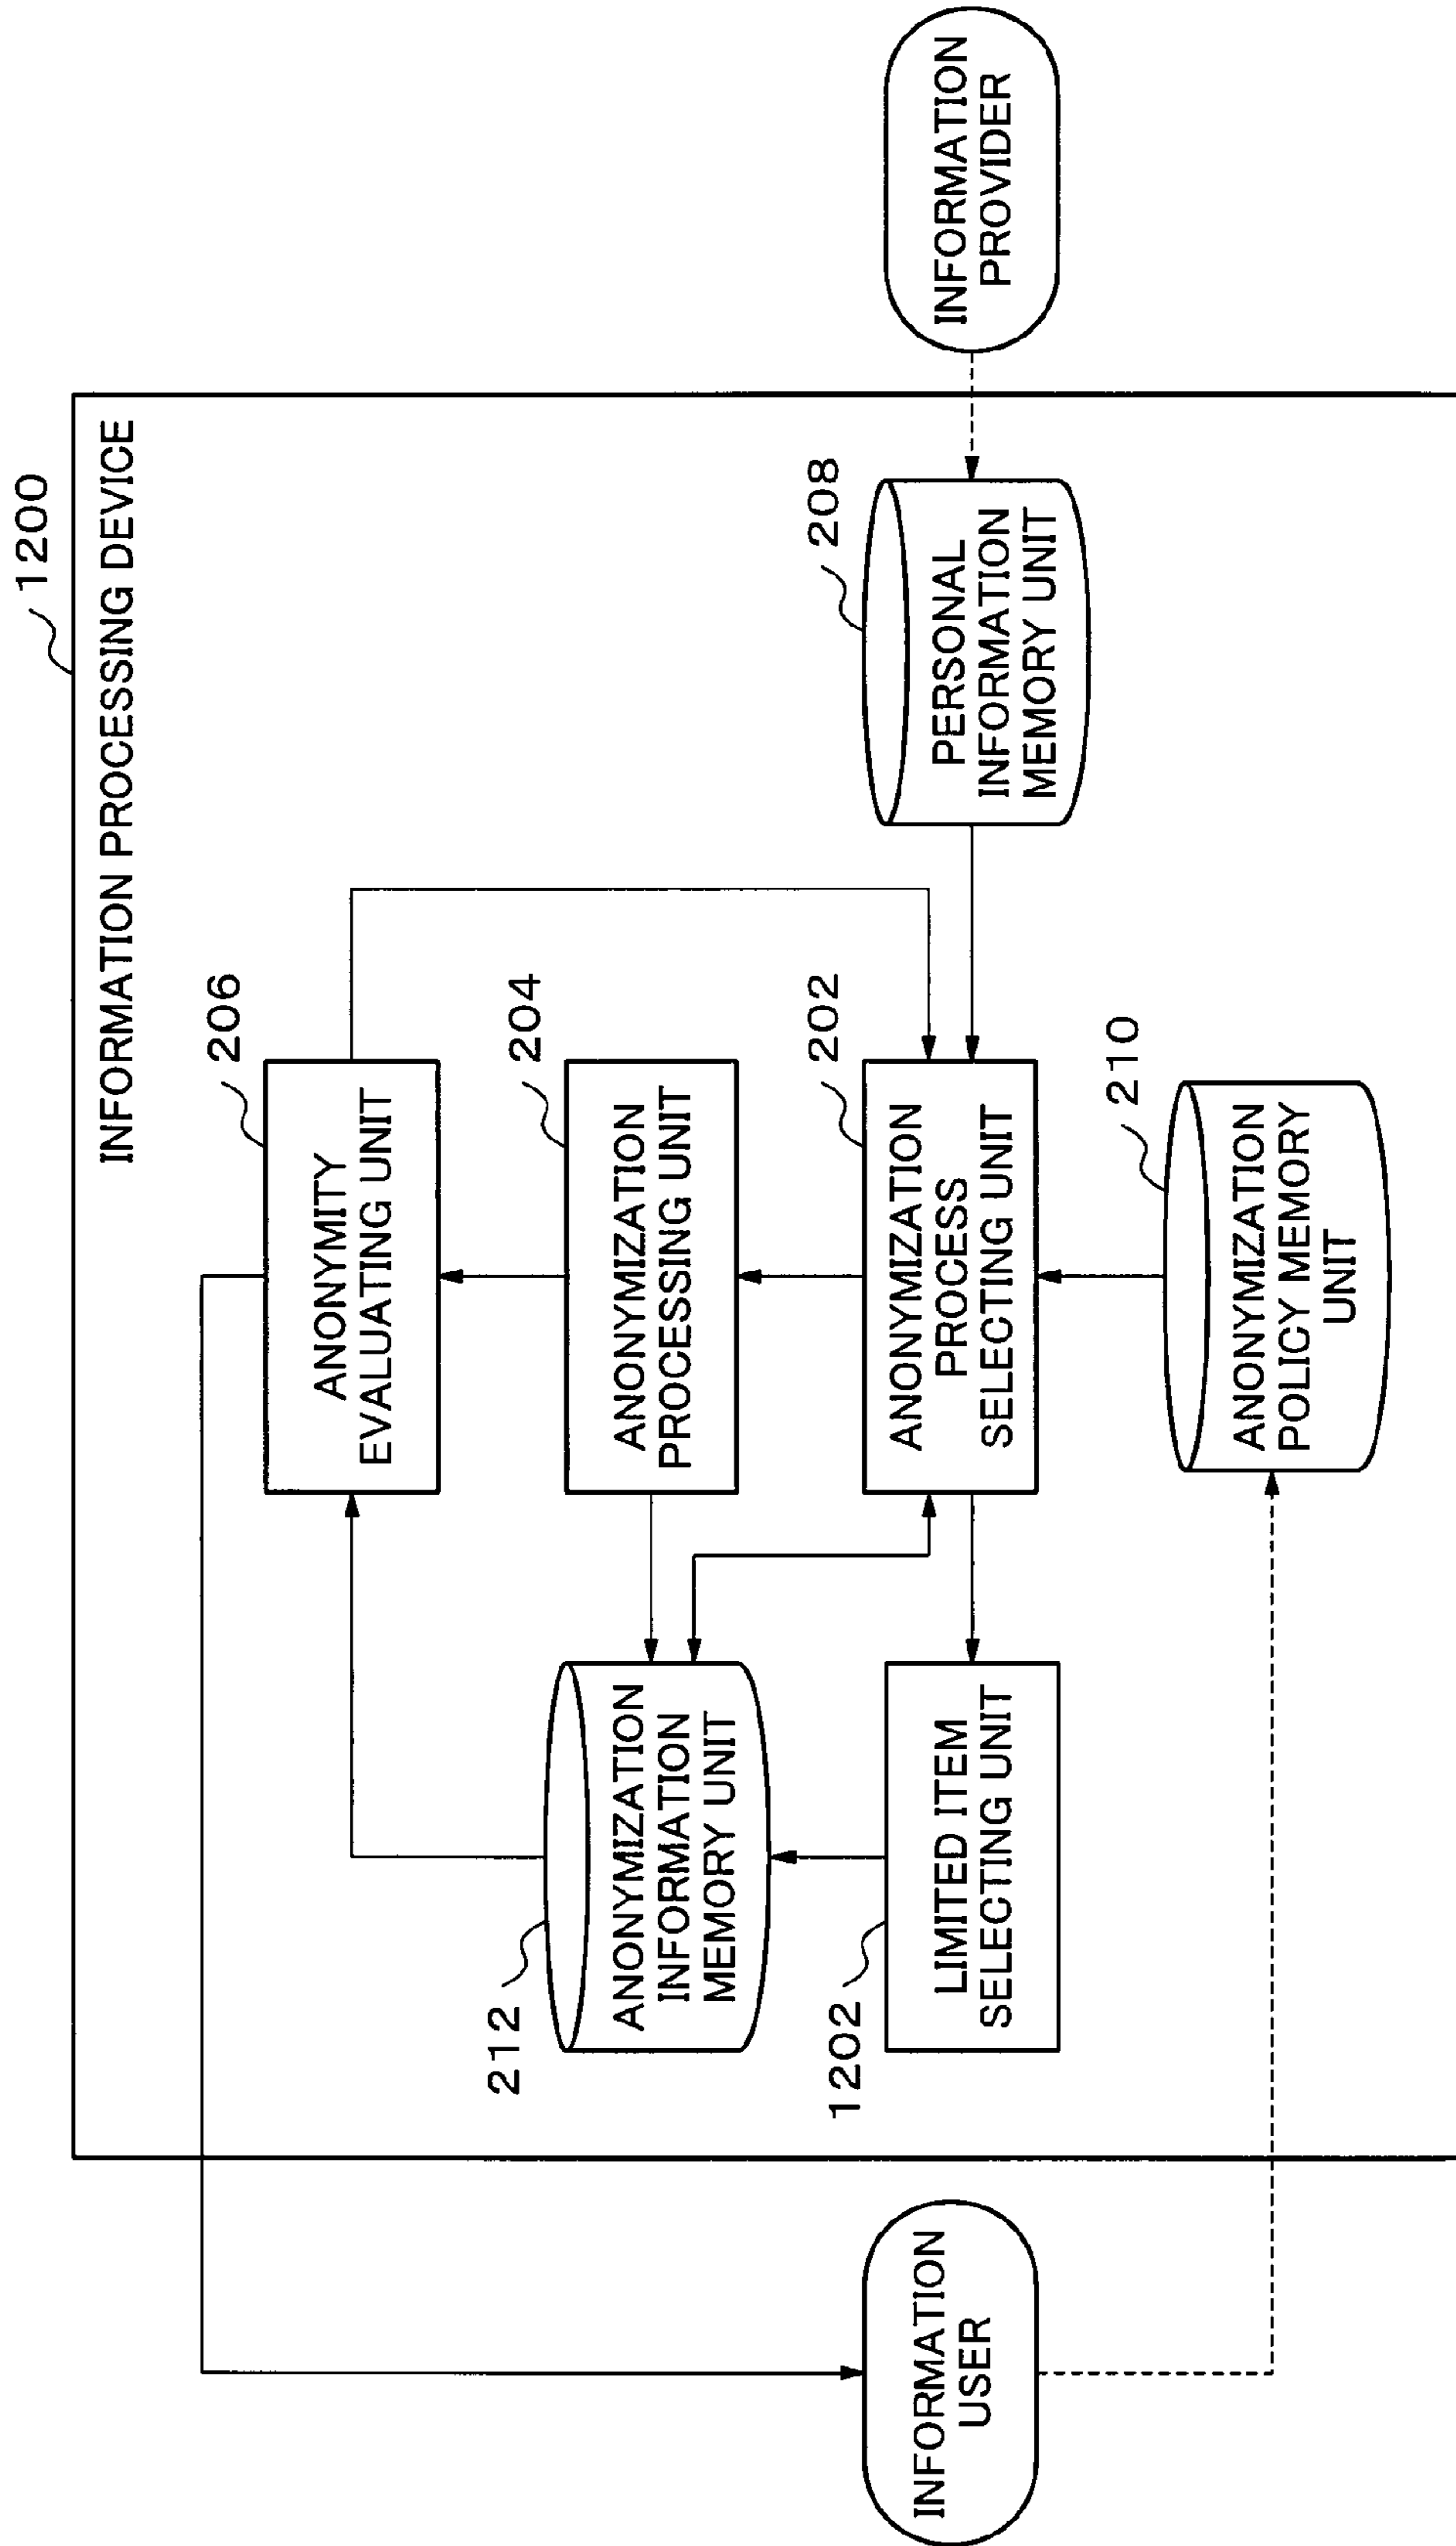 1200
INFORMATION PROCESSING DEVICE
206
ANONYMITY
EVALUATING UNIT
204
ANONYMIZATION
PROCESSING UNIT
212
ANONYMIZATION
INFORMATION
MEMORY UNIT
202
ANONYMIZATION
PROCESS
SELECTING UNIT
208
PERSONAL
INFORMATION
MEMORY UNIT
1202
LIMITED ITEM
SELECTING UNIT
INFORMATION
USER
INFORMATION
PROVIDER
210
ANONYMIZATION
POLICY MEMORY
UNIT